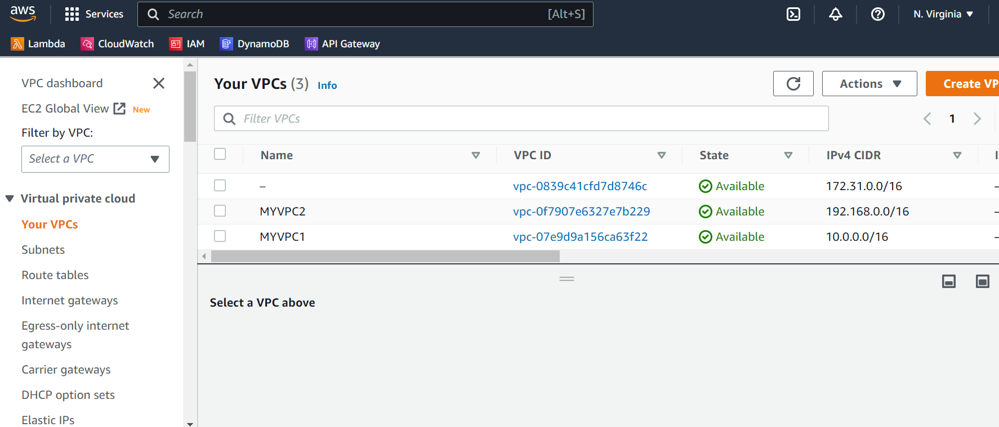 aws
Services
Search
[Alt+S]
N. Virginia
Lambda
CloudWatch
IAM
DynamoDB
API Gateway
VPC dashboard
EC2 Global View
New
Filter by VPC:
Select a VPC
Virtual private cloud
Your VPCs
Subnets
Route tables
Internet gateways
Egress-only internet
gateways
Carrier gateways
DHCP option sets
Elastic IPs
Your VPCs (3) Info
Actions
Create VP
Filter VPCs
1
Name VPC ID State IPv4 CIDR I
– vpc-0839c41cfd7d8746c Available 172.31.0.0/16 –
MYVPC2 vpc-0f7907e6327e7b229 Available 192.168.0.0/16 –
MYVPC1 vpc-07e9d9a156ca63f22 Available 10.0.0.0/16 –
Select a VPC above